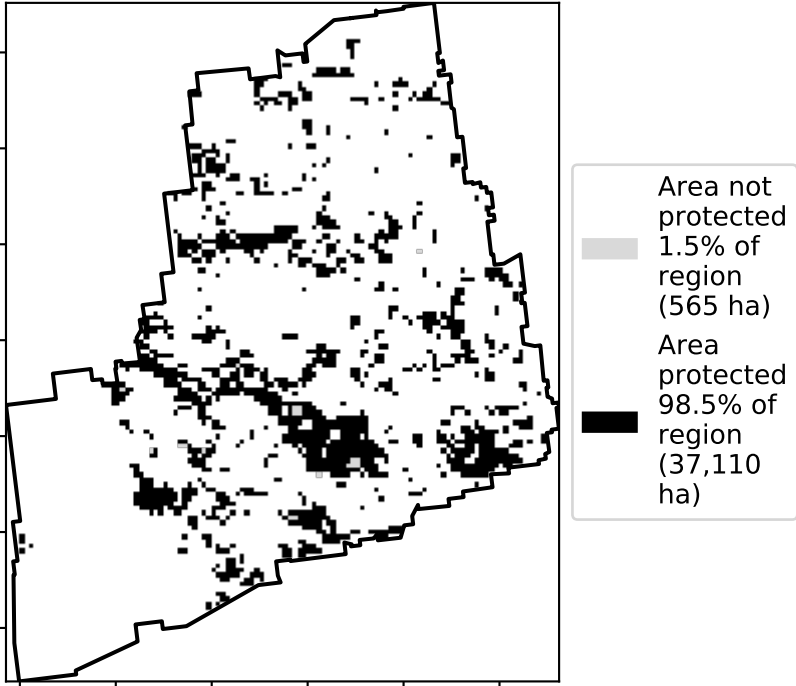 Area not
protected
1.5% of
region
(565 ha)
Area
protected
98.5% of
region
(37,110
ha)